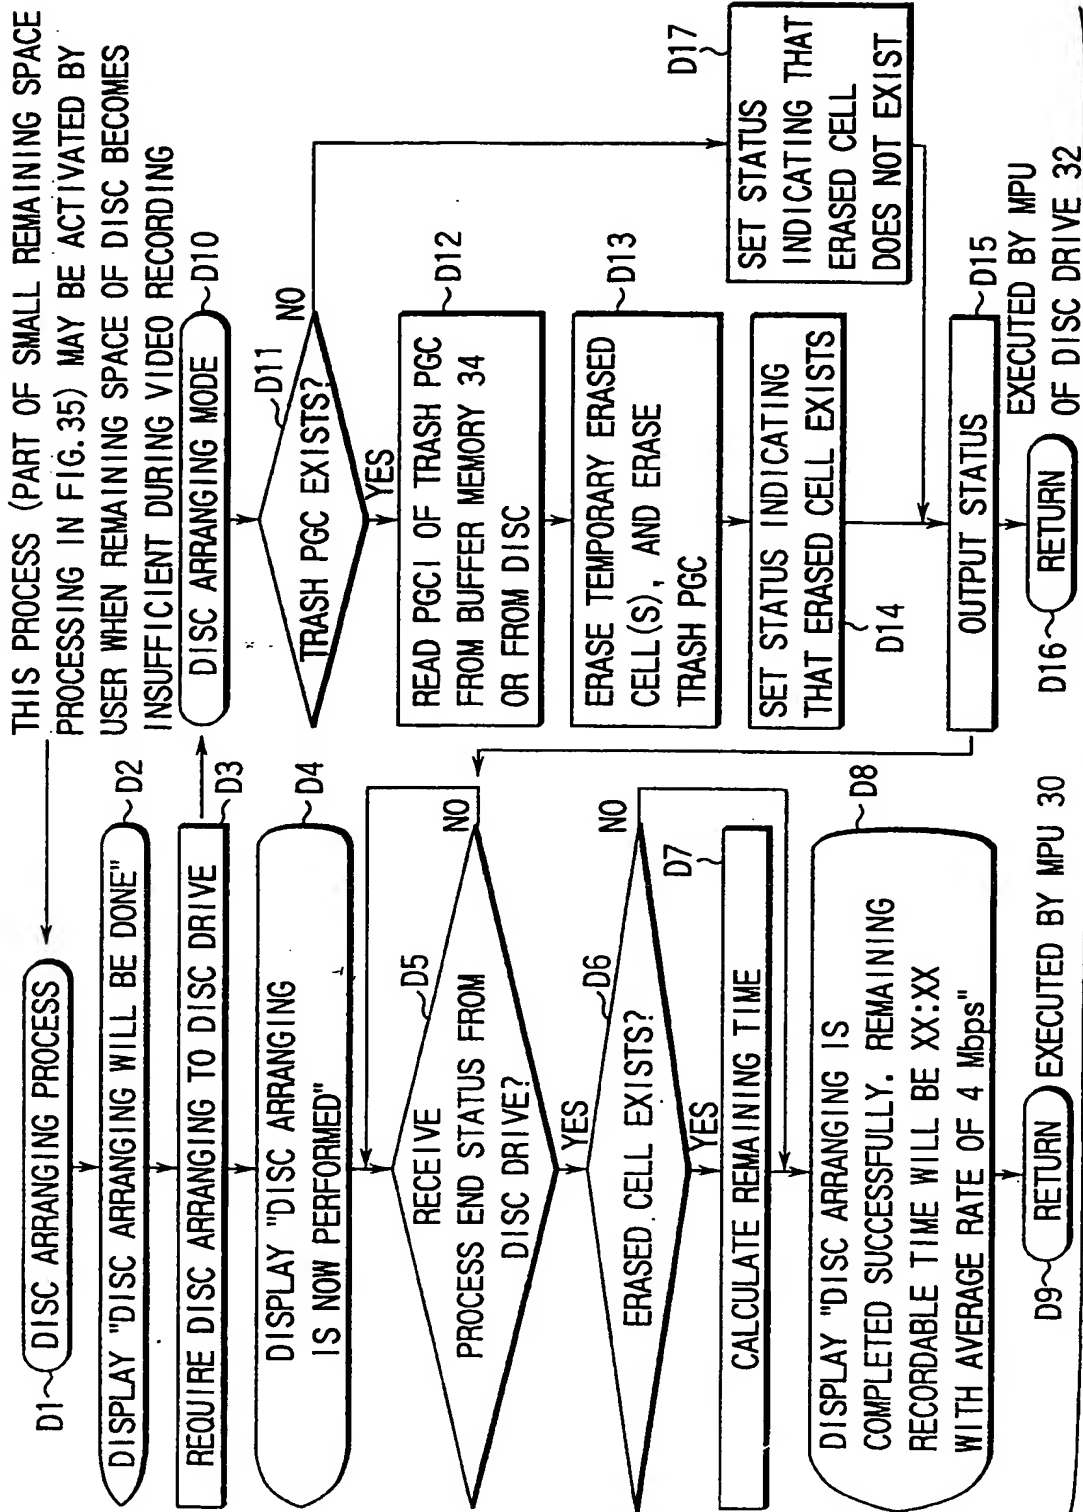 THIS PROCESS (PART OF SMALL REMAINING SPACE
PROCESSING IN FIG.35) MAY BE ACTIVATED BY
USER WHEN REMAINING SPACE OF DISC BECOMES
INSUFFICIENT DURING VIDEO RECORDING
D1
DISC ARRANGING PROCESS
D2
DISPLAY "DISC ARRANGING WILL BE DONE"
D3
REQUIRE DISC ARRANGING TO DISC DRIVE
D4
DISPLAY "DISC ARRANGING
IS NOW PERFORMED"
D5
RECEIVE
PROCESS END STATUS FROM
DISC DRIVE?
NO
YES
D6
ERASED CELL EXISTS?
NO
YES
D7
CALCULATE REMAINING TIME
D8
DISPLAY "DISC ARRANGING IS
COMPLETED SUCCESSFULLY. REMAINING
RECORDABLE TIME WILL BE XX:XX
WITH AVERAGE RATE OF 4 Mbps"
D9
RETURN
EXECUTED BY MPU 30
D10
DISC ARRANGING MODE
D11
TRASH PGC EXISTS?
NO
YES
D12
READ PGCI OF TRASH PGC
FROM BUFFER MEMORY 34
OR FROM DISC
D13
ERASE TEMPORARY ERASED
CELL(S), AND ERASE
TRASH PGC
SET STATUS INDICATING
THAT ERASED CELL EXISTS
D14
D17
SET STATUS
INDICATING THAT
ERASED CELL
DOES NOT EXIST
D15
OUTPUT STATUS
D16
RETURN
EXECUTED BY MPU
OF DISC DRIVE 32